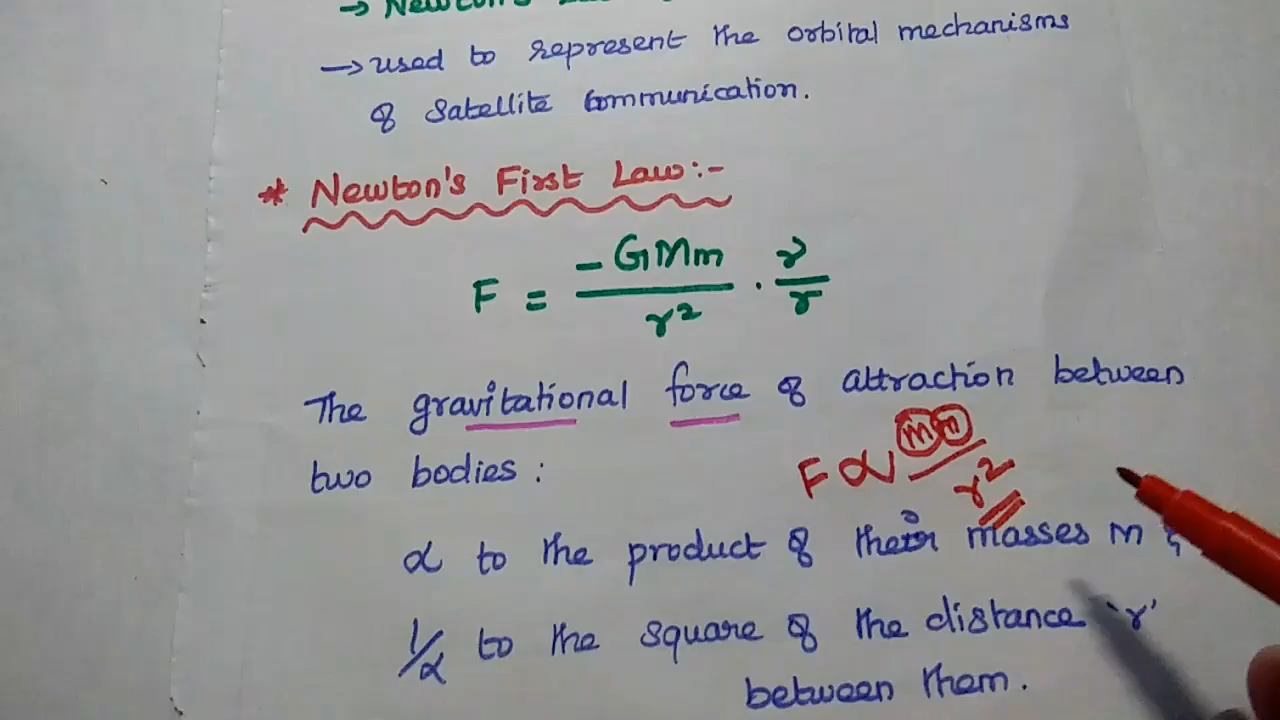 → Newton's
→ used to represent the orbital mechanisms
of satellite communication.
* Newton's First Law:-
F = -GMm/r² · r/r
The gravitational force of attraction between
two bodies :
F ∝ mm/r²
∝ to the product of their masses m &
1/∝ to the square of the distance 'r'
between them.